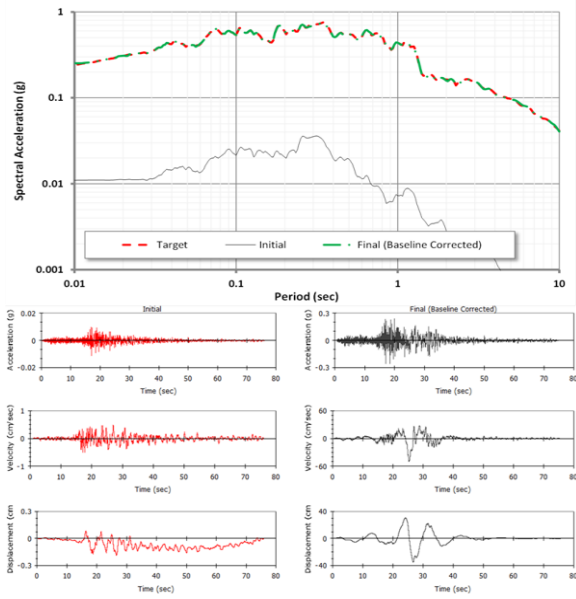 1
0.1
0.01
0.001
Spectral Acceleration (g)
Target
Initial
Final (Baseline Corrected)
0.01
0.1
1
10
Period (sec)
Initial
Final (Baseline Corrected)
Acceleration (g)
0.02
0
-0.02
0 10 20 30 40 50 60 70 80
Time (sec)
Acceleration (g)
0.3
0
-0.3
0 10 20 30 40 50 60 70 80
Time (sec)
Velocity (cm/sec)
1
0
-1
0 10 20 30 40 50 60 70 80
Time (sec)
Velocity (cm/sec)
60
0
-60
0 10 20 30 40 50 60 70 80
Time (sec)
Displacement (cm
0.3
0
-0.3
0 10 20 30 40 50 60 70 80
Time (sec)
Displacement (cm
40
0
-40
0 10 20 30 40 50 60 70 80
Time (sec)